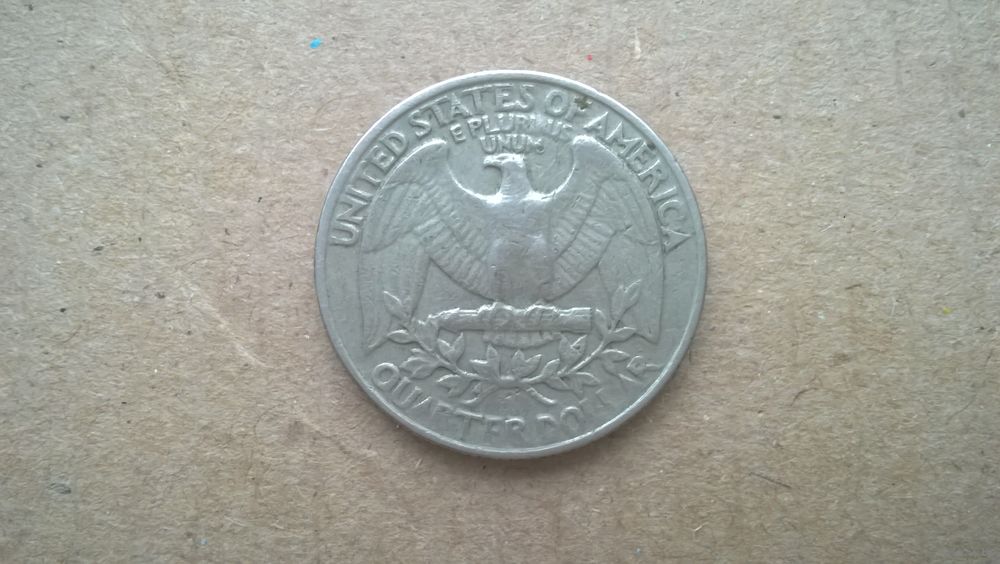 UNITED STATES OF AMERICA
E PLURIBUS
UNUM
QUARTER DOLLAR